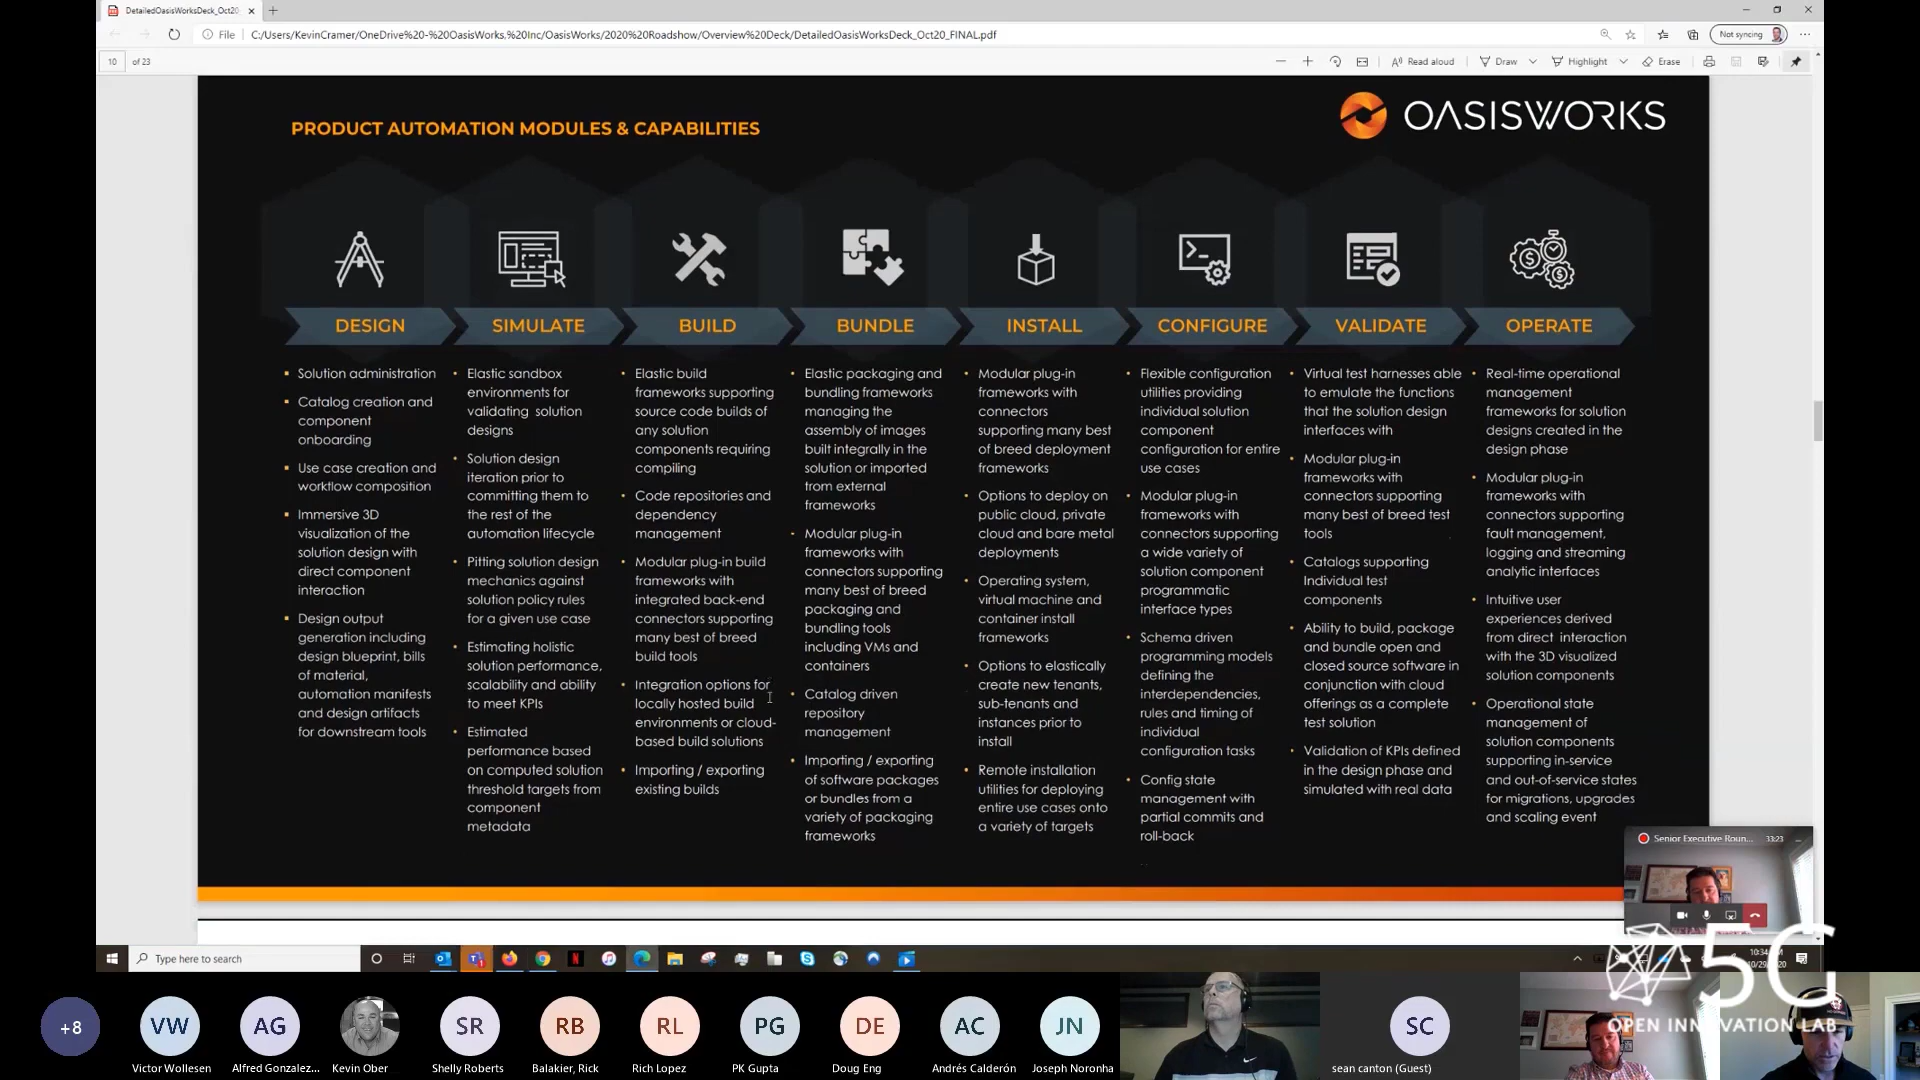 DetailedOasisWorksDeck_Oct20_
File
C:/Users/KevinCramer/OneDrive%20-%20OasisWorks,%20Inc/OasisWorks/2020%20Roadshow/Overview%20Deck/DetailedOasisWorksDeck_Oct20_FINAL.pdf
Not syncing
10 of 23
Read aloud
Draw
Highlight
Erase
PRODUCT AUTOMATION MODULES & CAPABILITIES
OASISWORKS
DESIGN
Solution administration
Catalog creation and
component
onboarding
Use case creation and
workflow composition
Immersive 3D
visualization of the
solution design with
direct component
interaction
Design output
generation including
design blueprint, bills
of material,
automation manifests
and design artifacts
for downstream tools
SIMULATE
Elastic sandbox
environments for
validating solution
designs
Solution design
iteration prior to
committing them to
the rest of the
automation lifecycle
Pitting solution design
mechanics against
solution policy rules
for a given use case
Estimating holistic
solution performance,
scalability and ability
to meet KPIs
Estimated
performance based
on computed solution
threshold targets from
component
metadata
BUILD
Elastic build
frameworks supporting
source code builds of
any solution
components requiring
compiling
Code repositories and
dependency
management
Modular plug-in build
frameworks with
integrated back-end
connectors supporting
many best of breed
build tools
Integration options for
locally hosted build
environments or cloud-
based build solutions
Importing / exporting
existing builds
BUNDLE
Elastic packaging and
bundling frameworks
managing the
assembly of images
built integrally in the
solution or imported
from external
frameworks
Modular plug-in
frameworks with
connectors supporting
many best of breed
packaging and
bundling tools
including VMs and
containers
Catalog driven
repository
management
Importing / exporting
of software packages
or bundles from a
variety of packaging
frameworks
INSTALL
Modular plug-in
frameworks with
connectors
supporting many best
of breed deployment
frameworks
Options to deploy on
public cloud, private
cloud and bare metal
deployments
Operating system,
virtual machine and
container install
frameworks
Options to elastically
create new tenants,
sub-tenants and
instances prior to
install
Remote installation
utilities for deploying
entire use cases onto
a variety of targets
CONFIGURE
Flexible configuration
utilities providing
individual solution
component
configuration for entire
use cases
Modular plug-in
frameworks with
connectors supporting
a wide variety of
solution component
programmatic
interface types
Schema driven
programming models
defining the
interdependencies,
rules and timing of
individual
configuration tasks
Config state
management with
partial commits and
roll-back
VALIDATE
Virtual test harnesses able
to emulate the functions
that the solution design
interfaces with
Modular plug-in
frameworks with
connectors supporting
many best of breed test
tools
Catalogs supporting
Individual test
components
Ability to build, package
and bundle open and
closed source software in
conjunction with cloud
offerings as a complete
test solution
Validation of KPIs defined
in the design phase and
simulated with real data
OPERATE
Real-time operational
management
frameworks for solution
designs created in the
design phase
Modular plug-in
frameworks with
connectors supporting
fault management,
logging and streaming
analytic interfaces
Intuitive user
experiences derived
from direct interaction
with the 3D visualized
solution components
Operational state
management of
solution components
supporting in-service
and out-of-service states
for migrations, upgrades
and scaling event
Senior Executive Roun... 33:23
Type here to search
5G
OPEN INNOVATION LAB
+8
VW
AG
SR
RB
RL
PG
DE
AC
JN
SC
Victor Wollesen
Alfred Gonzalez...
Kevin Ober
Shelly Roberts
Balakier, Rick
Rich Lopez
PK Gupta
Doug Eng
Andrés Calderón
Joseph Noronha
sean canton (Guest)